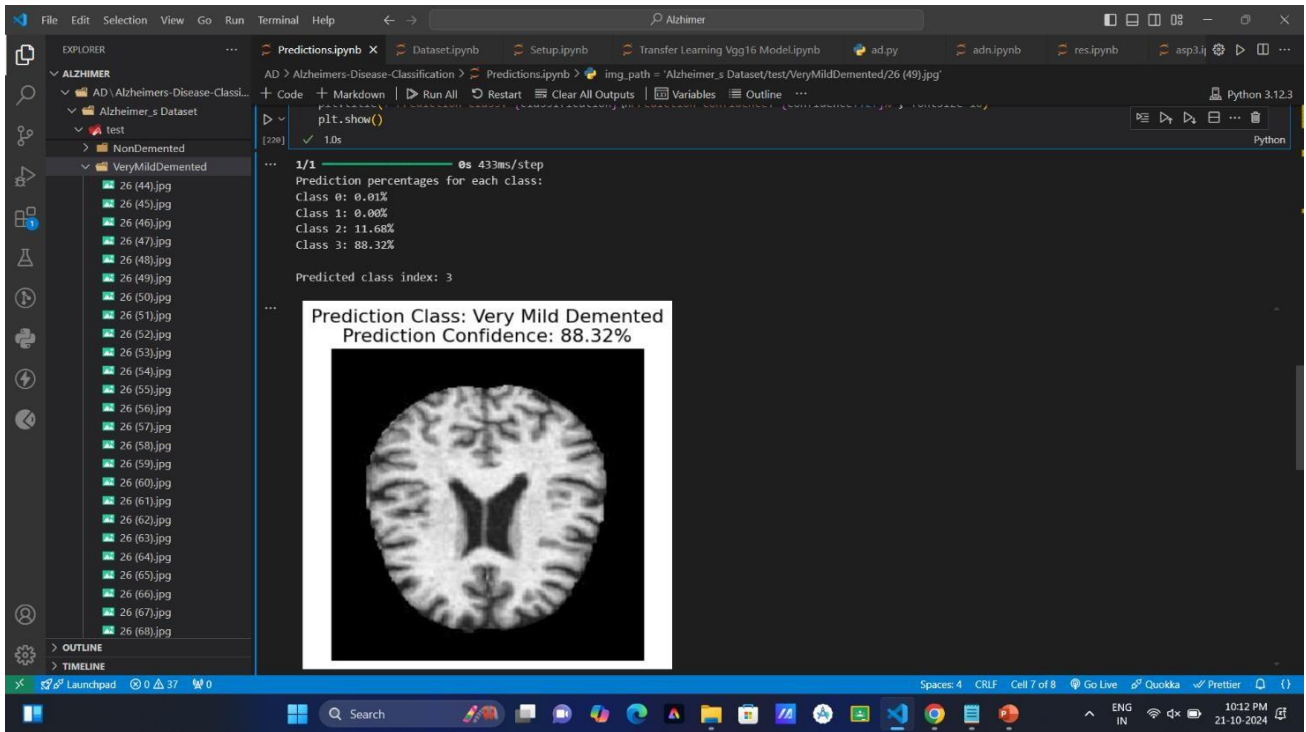 File Edit Selection View Go Run Terminal Help
Alzhimer
EXPLORER
Predictions.ipynb Dataset.ipynb Setup.ipynb Transfer Learning Vgg16 Model.ipynb ad.py adn.ipynb res.ipynb
ALZHIMER
AD > Alzheimers-Disease-Classification > Predictions.ipynb > img_path = 'Alzheimer_s Dataset/test/VeryMildDemented/26 (49).jpg'
AD \ Alzheimers-Disease-Classi...
+ Code + Markdown | Run All Restart Clear All Outputs | Variables Outline ...
Python 3.12.3
Alzheimer_s Dataset
test
NonDemented
VeryMildDemented
26 (44).jpg
26 (45).jpg
26 (46).jpg
26 (47).jpg
26 (48).jpg
26 (49).jpg
26 (50).jpg
26 (51).jpg
26 (52).jpg
26 (53).jpg
26 (54).jpg
26 (55).jpg
26 (56).jpg
26 (57).jpg
26 (58).jpg
26 (59).jpg
26 (60).jpg
26 (61).jpg
26 (62).jpg
26 (63).jpg
26 (64).jpg
26 (65).jpg
26 (66).jpg
26 (67).jpg
26 (68).jpg
OUTLINE
TIMELINE
plt.show()
[220] ✓ 1.0s
Python
1/1 0s 433ms/step
Prediction percentages for each class:
Class 0: 0.01%
Class 1: 0.00%
Class 2: 11.68%
Class 3: 88.32%
Predicted class index: 3
Prediction Class: Very Mild Demented
Prediction Confidence: 88.32%
Launchpad 0 37 0
Spaces: 4 CRLF Cell 7 of 8 Go Live Quokka Prettier
Search
ENG
IN
10:12 PM
21-10-2024